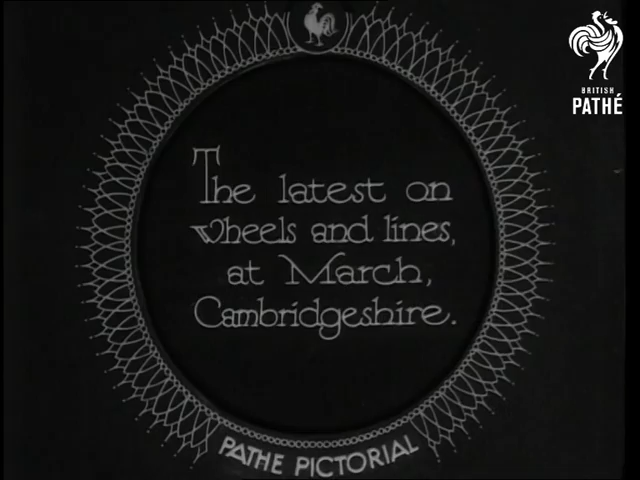 BRITISH
PATHÉ
The latest on
wheels and lines,
at March,
Cambridgeshire.
PATHE PICTORIAL